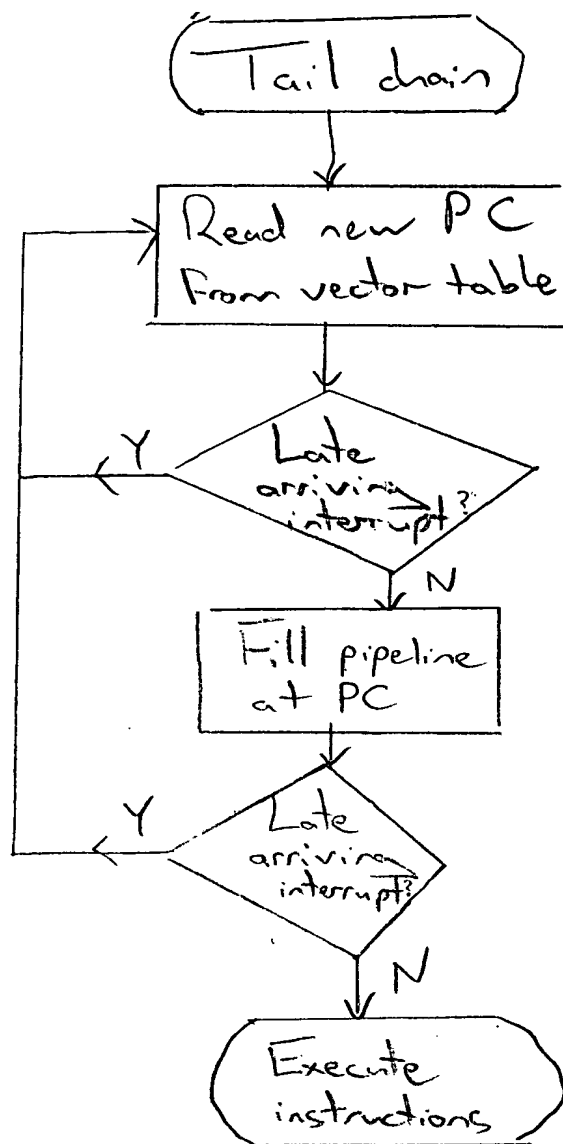 Tail chain
Read new PC
From vector table
Late
arriving
interrupt?
Y
N
Fill pipeline
at PC
Late
arriving
interrupt?
Y
N
Execute
instructions